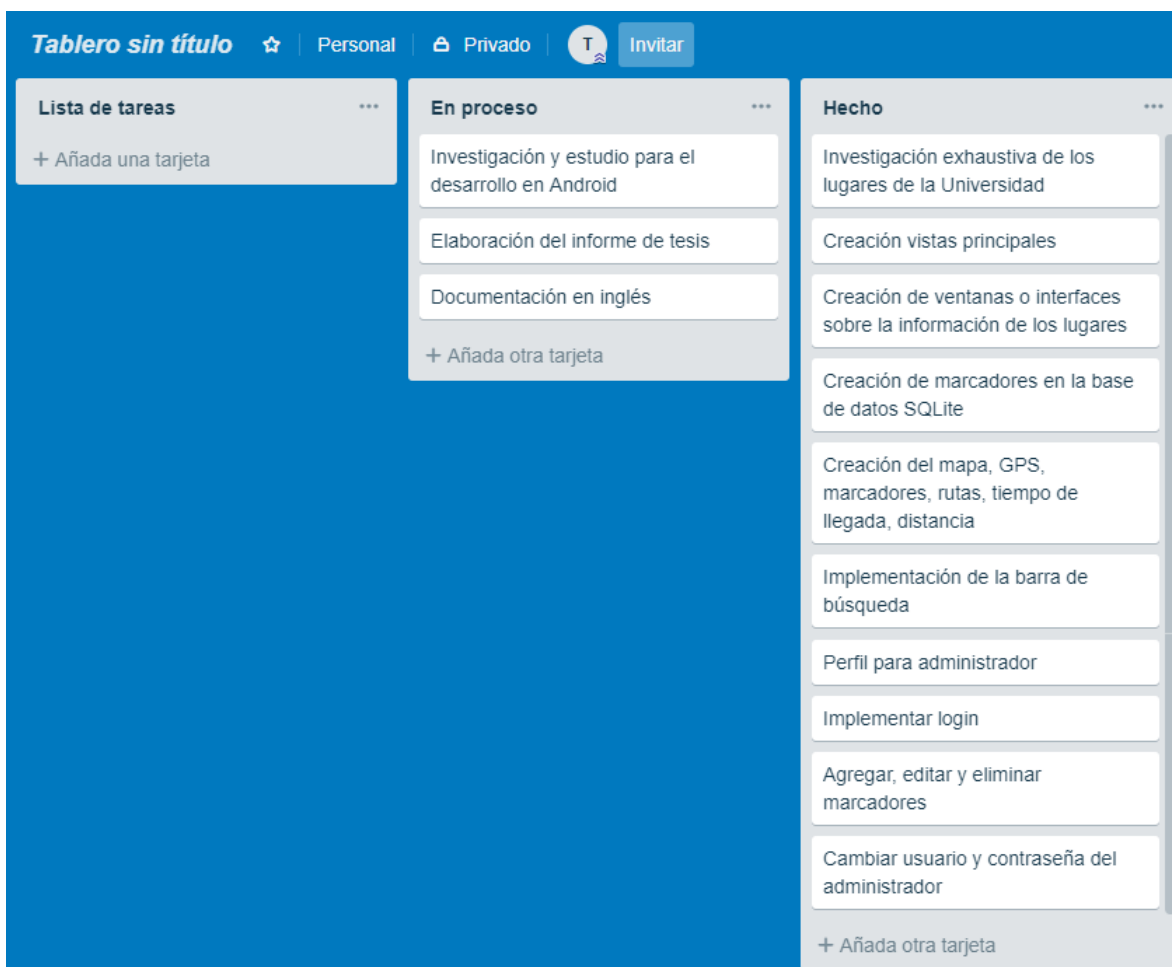 Tablero sin título
Personal
Privado
T
Invitar
Lista de tareas
+ Añada una tarjeta
En proceso
Investigación y estudio para el
desarrollo en Android
Elaboración del informe de tesis
Documentación en inglés
+ Añada otra tarjeta
Hecho
Investigación exhaustiva de los
lugares de la Universidad
Creación vistas principales
Creación de ventanas o interfaces
sobre la información de los lugares
Creación de marcadores en la base
de datos SQLite
Creación del mapa, GPS,
marcadores, rutas, tiempo de
llegada, distancia
Implementación de la barra de
búsqueda
Perfil para administrador
Implementar login
Agregar, editar y eliminar
marcadores
Cambiar usuario y contraseña del
administrador
+ Añada otra tarjeta